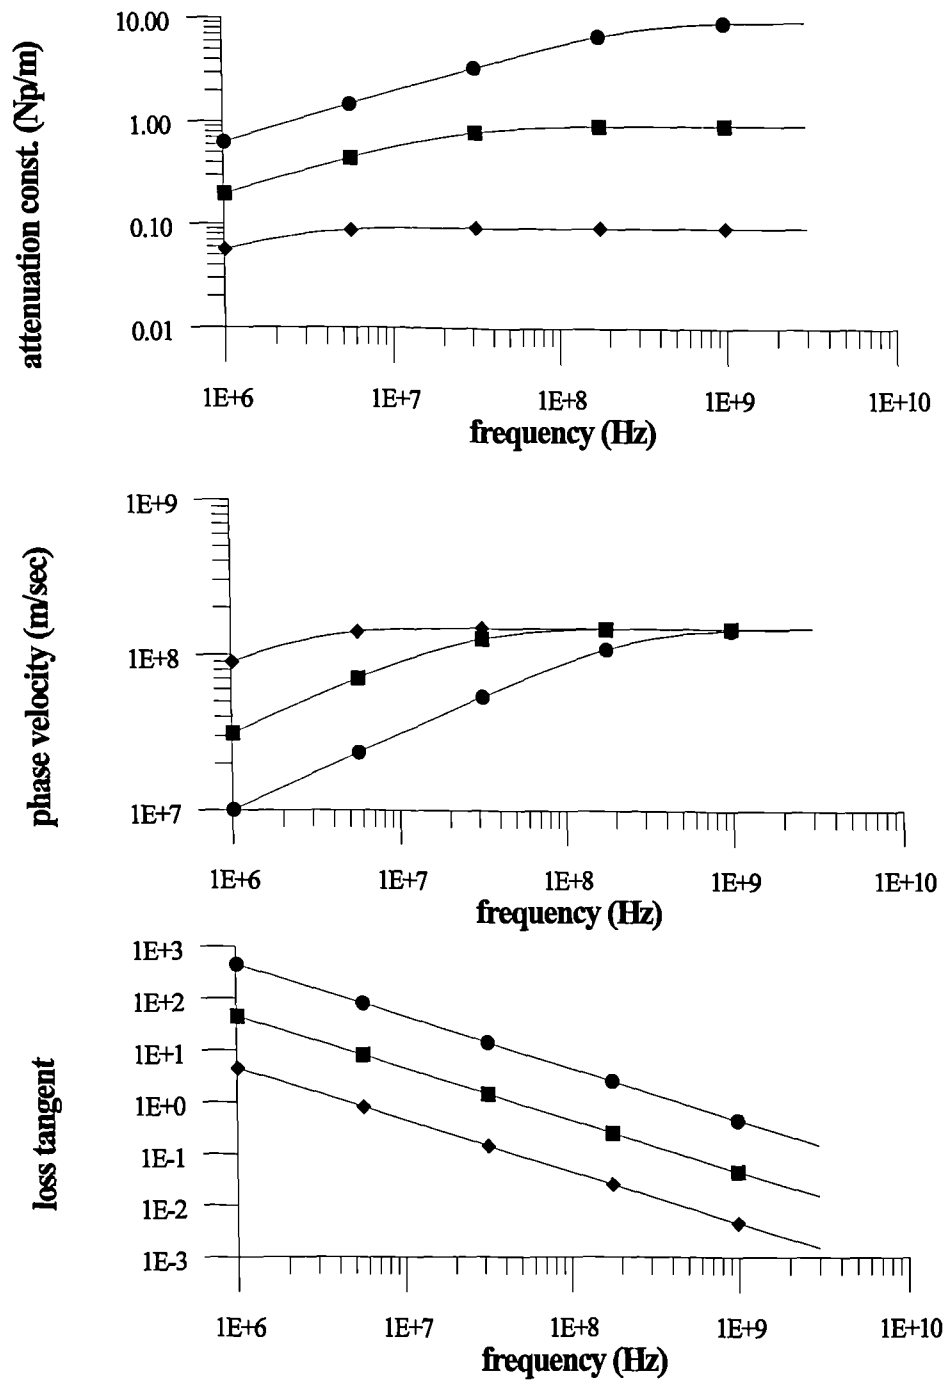 attenuation const. (Np/m)
10.00
1.00
0.10
0.01
1E+6 1E+7 1E+8 1E+9 1E+10
frequency (Hz)
phase velocity (m/sec)
1E+9
1E+8
1E+7
1E+6 1E+7 1E+8 1E+9 1E+10
frequency (Hz)
loss tangent
1E+3
1E+2
1E+1
1E+0
1E-1
1E-2
1E-3
1E+6 1E+7 1E+8 1E+9 1E+10
frequency (Hz)